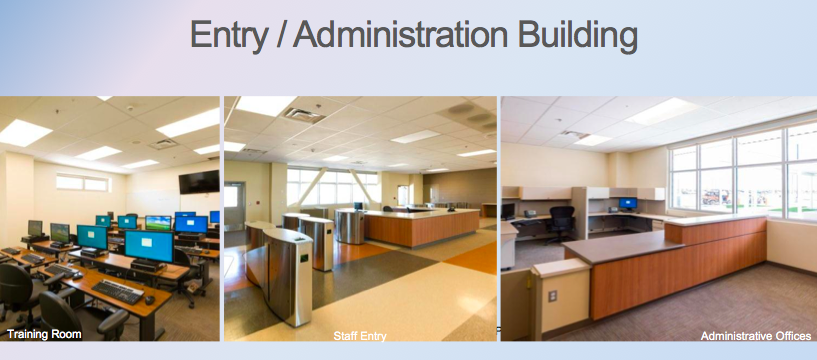 Entry / Administration Building
Training Room
Staff Entry
Administrative Offices